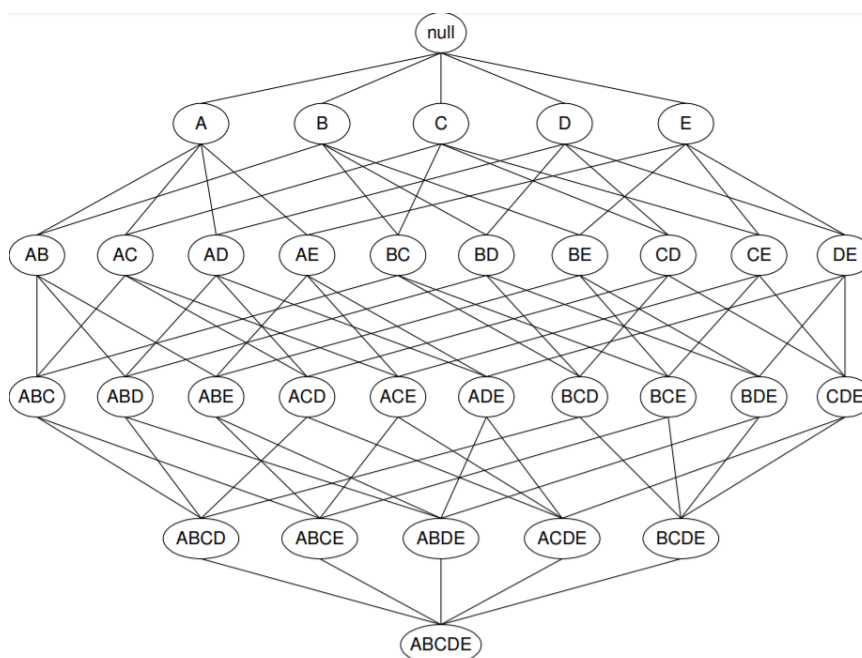 null
A B C D E
AB AC AD AE BC BD BE CD CE DE
ABC ABD ABE ACD ACE ADE BCD BCE BDE CDE
ABCD ABCE ABDE ACDE BCDE
ABCDE